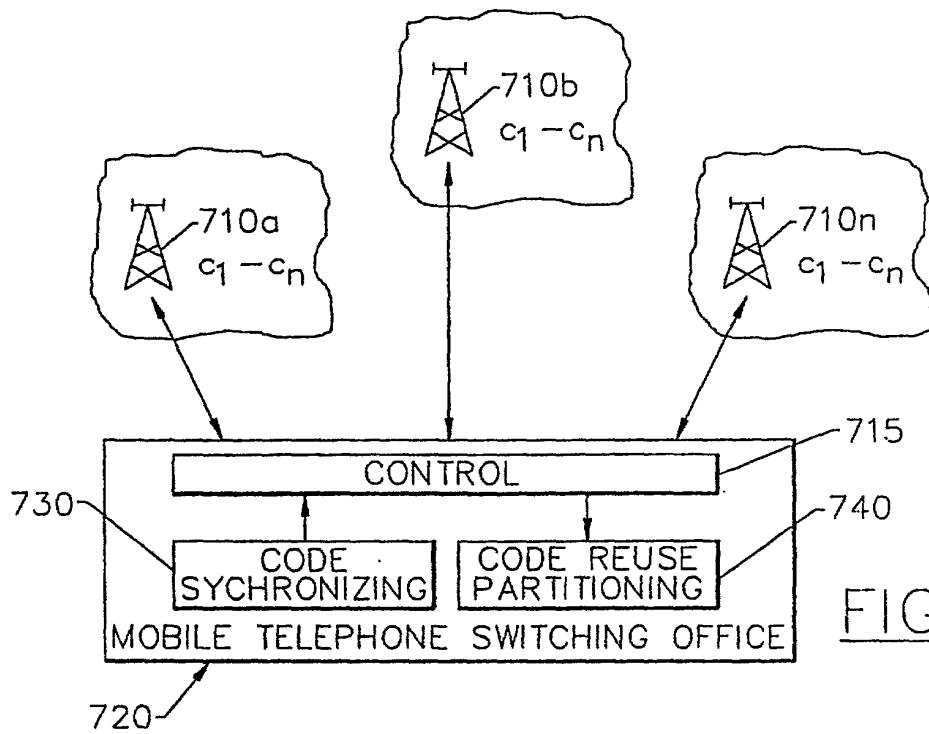 710b
c1 – cn
710a
c1 – cn
710n
c1 – cn
715
CONTROL
730
740
CODE
SYCHRONIZING
CODE REUSE
PARTITIONING
FIG
MOBILE TELEPHONE SWITCHING OFFICE
720